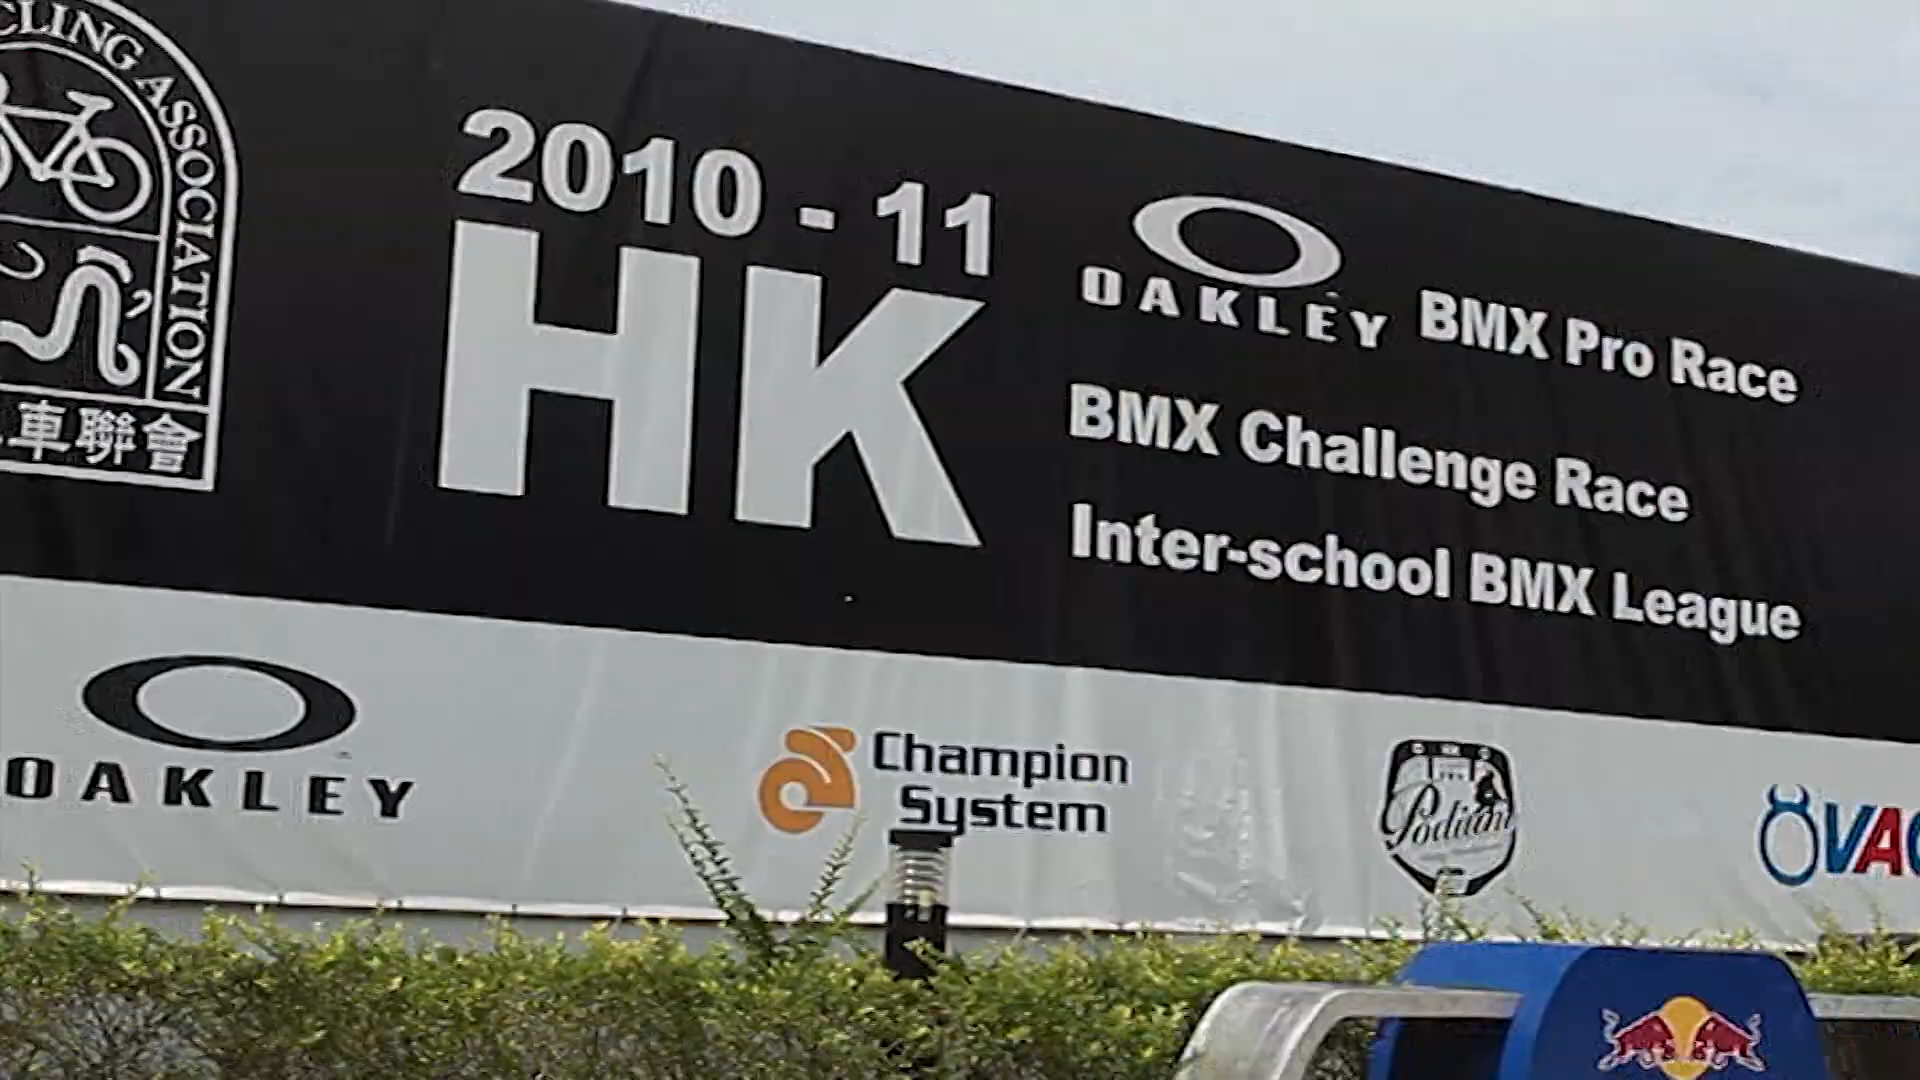 CLING ASSOCIATION
車聯會
2010 - 11
HK
OAKLEY BMX Pro Race
BMX Challenge Race
Inter-school BMX League
OAKLEY
Champion
System
Podium
VAC